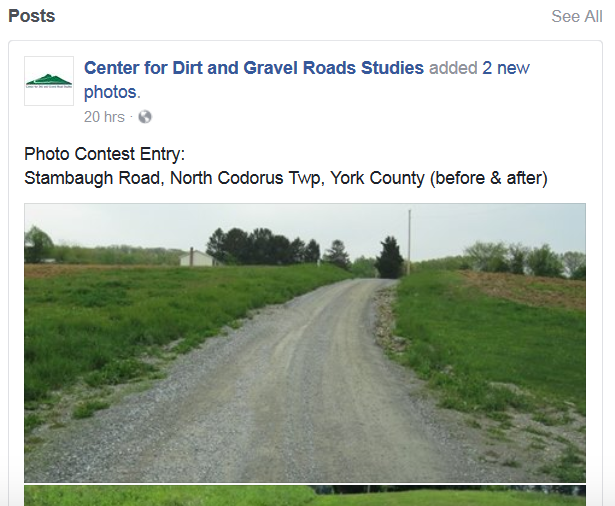 Posts
See All
Center for Dirt and Gravel Roads Studies added 2 new
photos.
20 hrs ·
Photo Contest Entry:
Stambaugh Road, North Codorus Twp, York County (before & after)